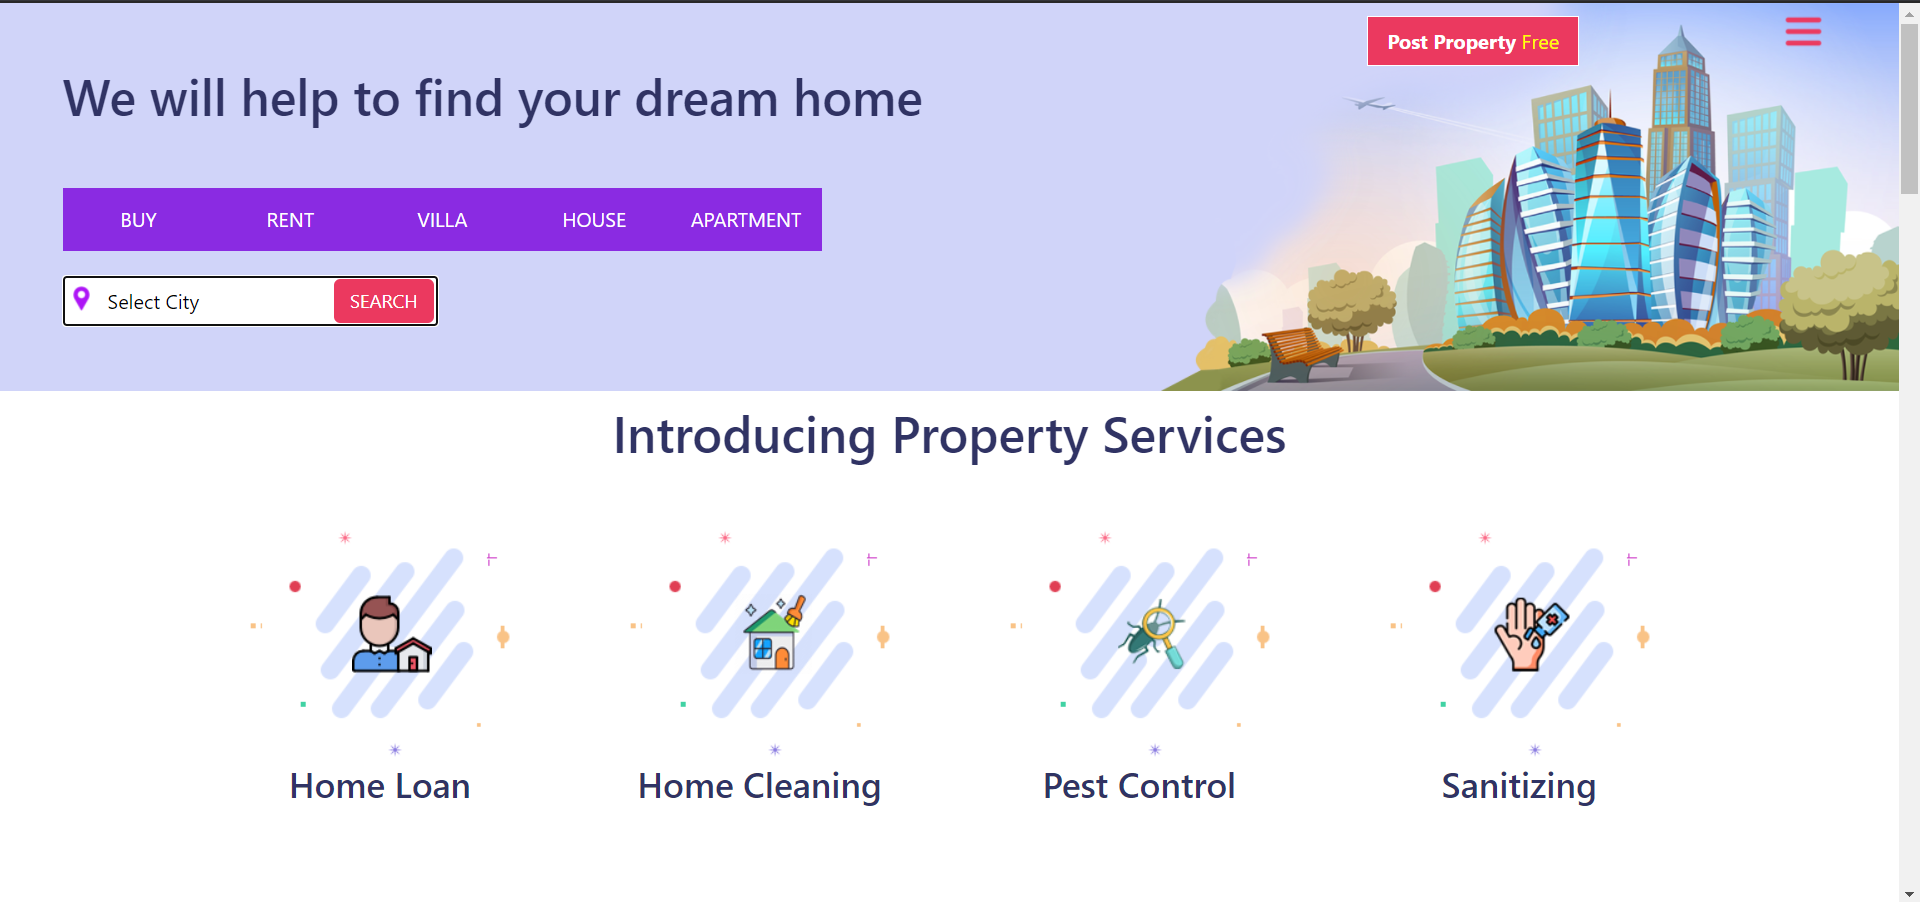 Post Property Free
We will help to find your dream home
BUY RENT VILLA HOUSE APARTMENT
Select City SEARCH
Introducing Property Services
Home Loan Home Cleaning Pest Control Sanitizing